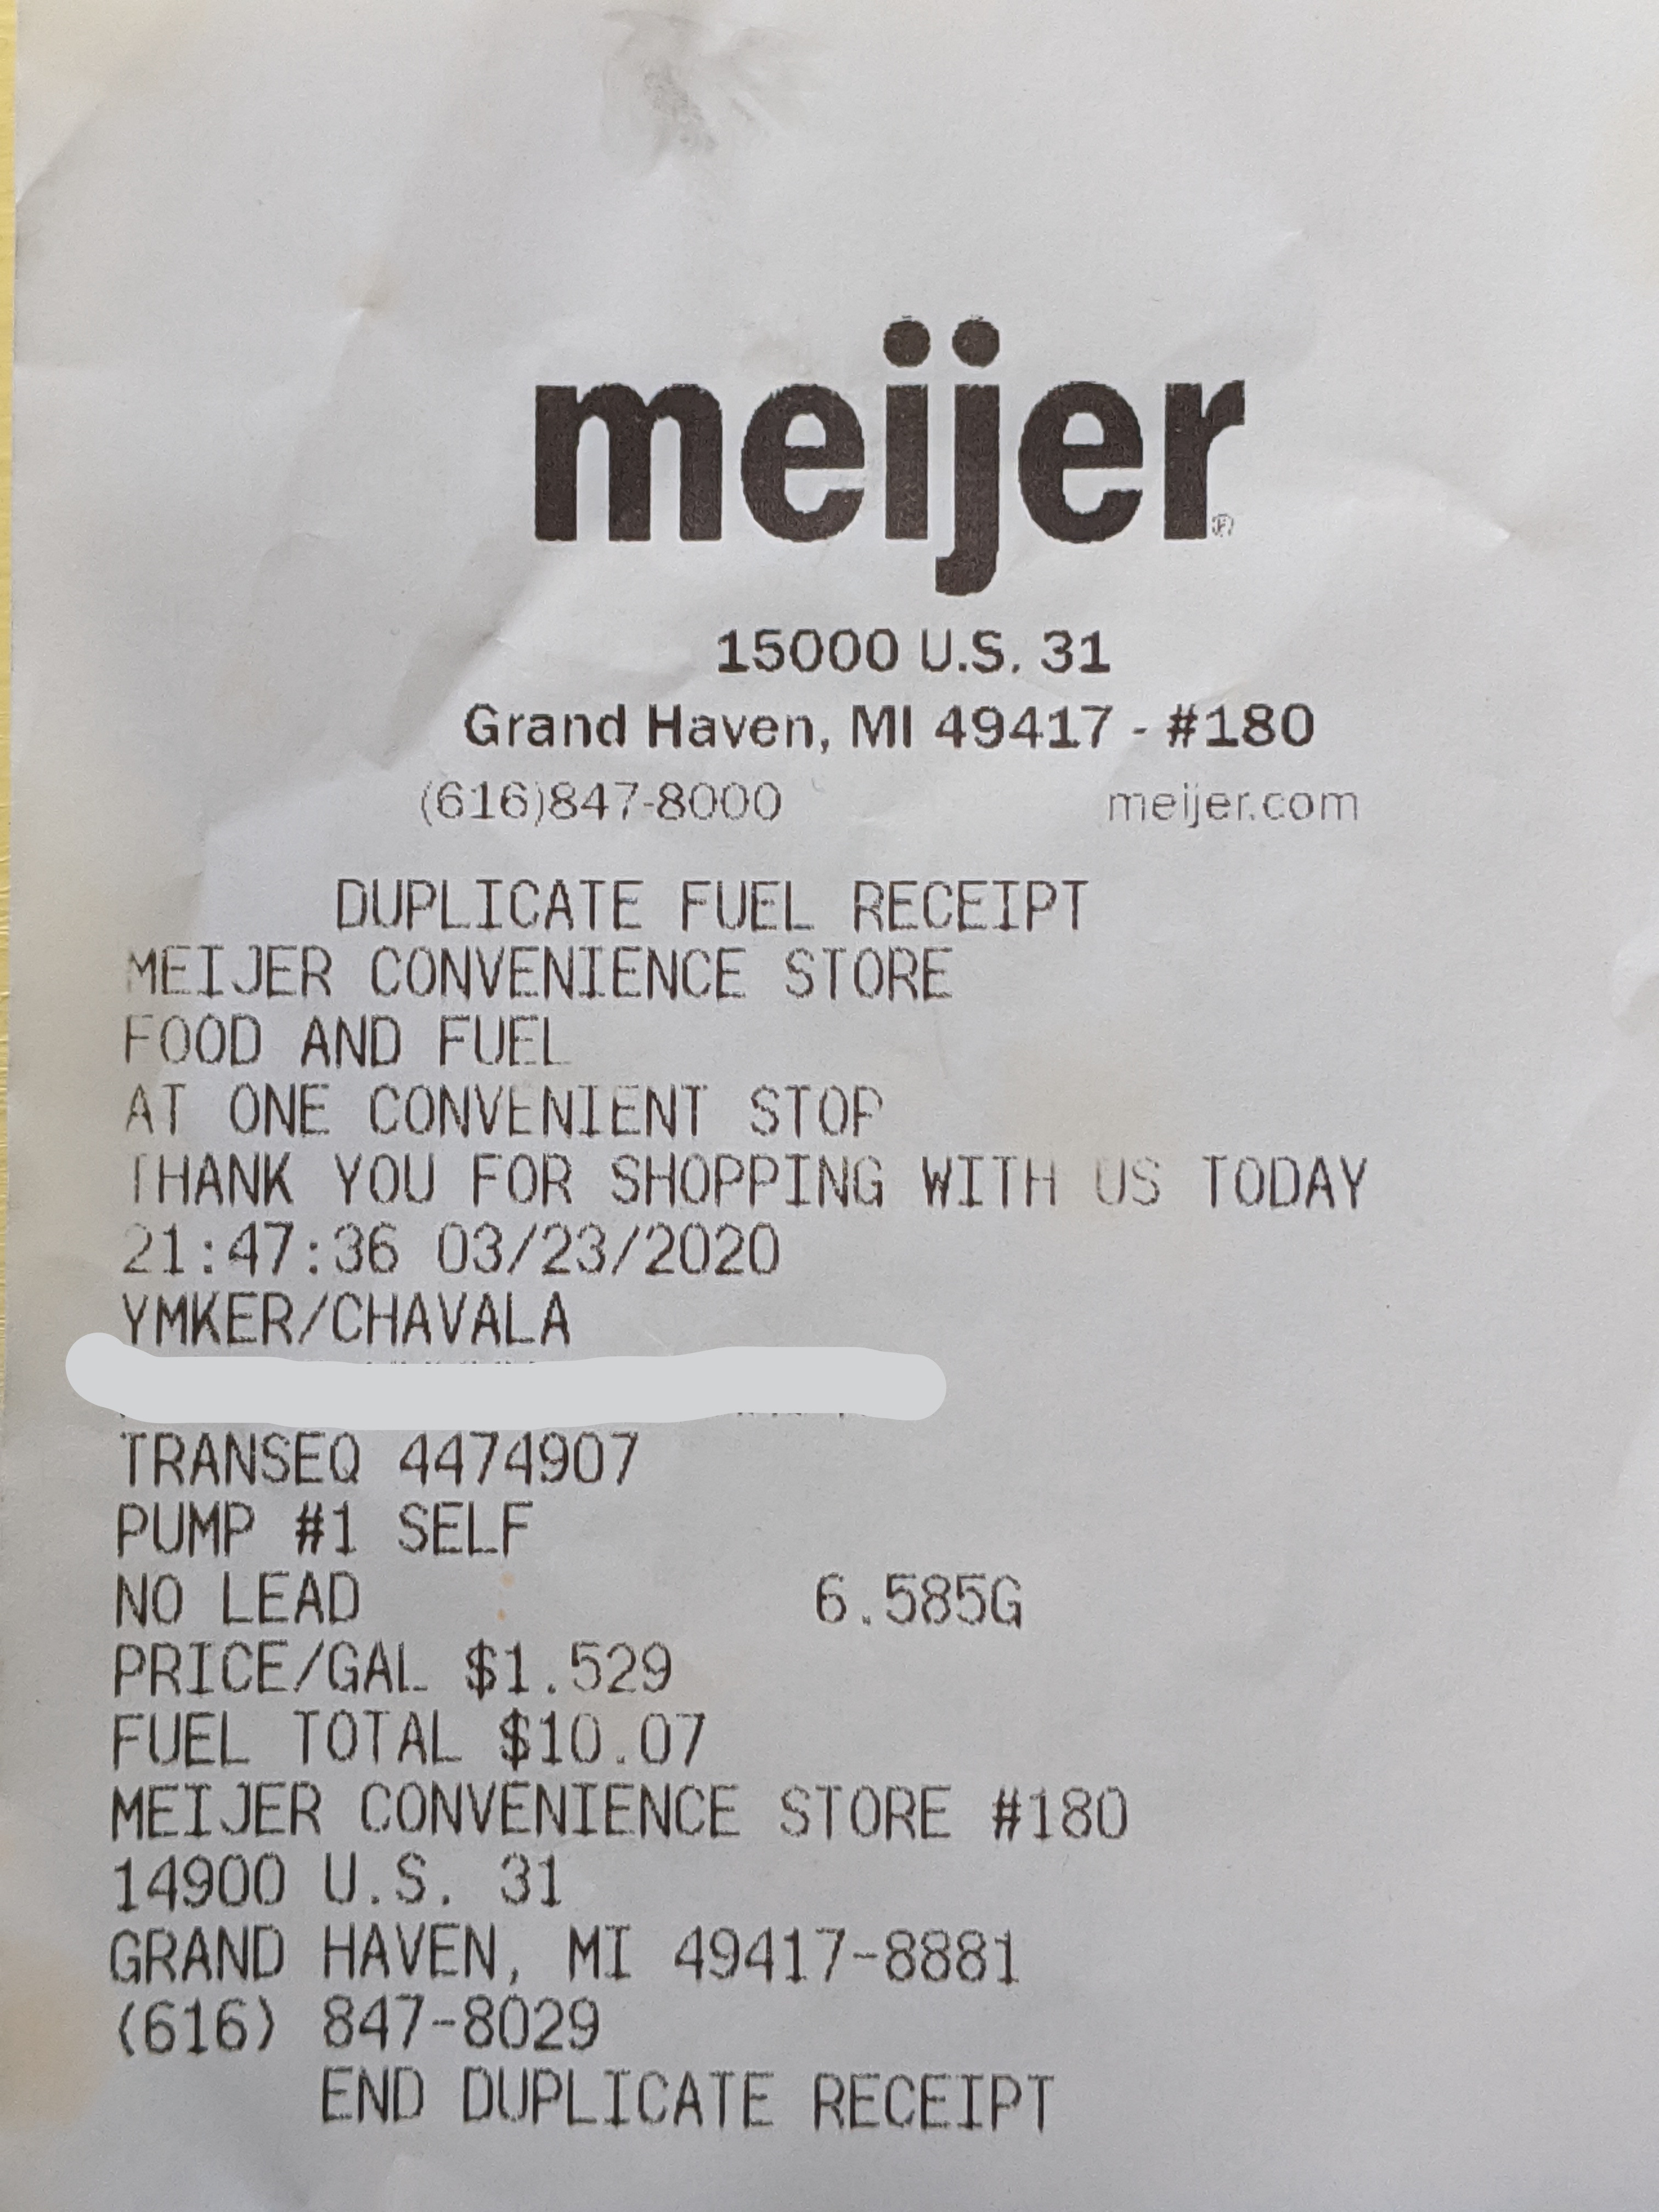 meijer®
15000 U.S. 31
Grand Haven, MI 49417 - #180
(616)847-8000 meijer.com
DUPLICATE FUEL RECEIPT
MEIJER CONVENIENCE STORE
FOOD AND FUEL
AT ONE CONVENIENT STOP
THANK YOU FOR SHOPPING WITH US TODAY
21:47:36 03/23/2020
YMKER/CHAVALA
TRANSEQ 4474907
PUMP #1 SELF
NO LEAD 6.585G
PRICE/GAL $1.529
FUEL TOTAL $10.07
MEIJER CONVENIENCE STORE #180
14900 U.S. 31
GRAND HAVEN, MI 49417-8881
(616) 847-8029
END DUPLICATE RECEIPT